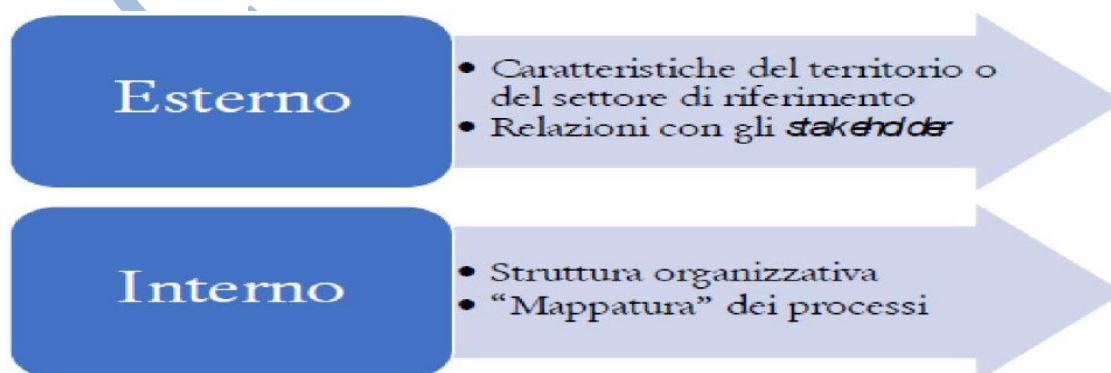 Esterno
• Caratteristiche del territorio o
del settore di riferimento
• Relazioni con gli stakeholder
Interno
• Struttura organizzativa
• “Mappatura” dei processi